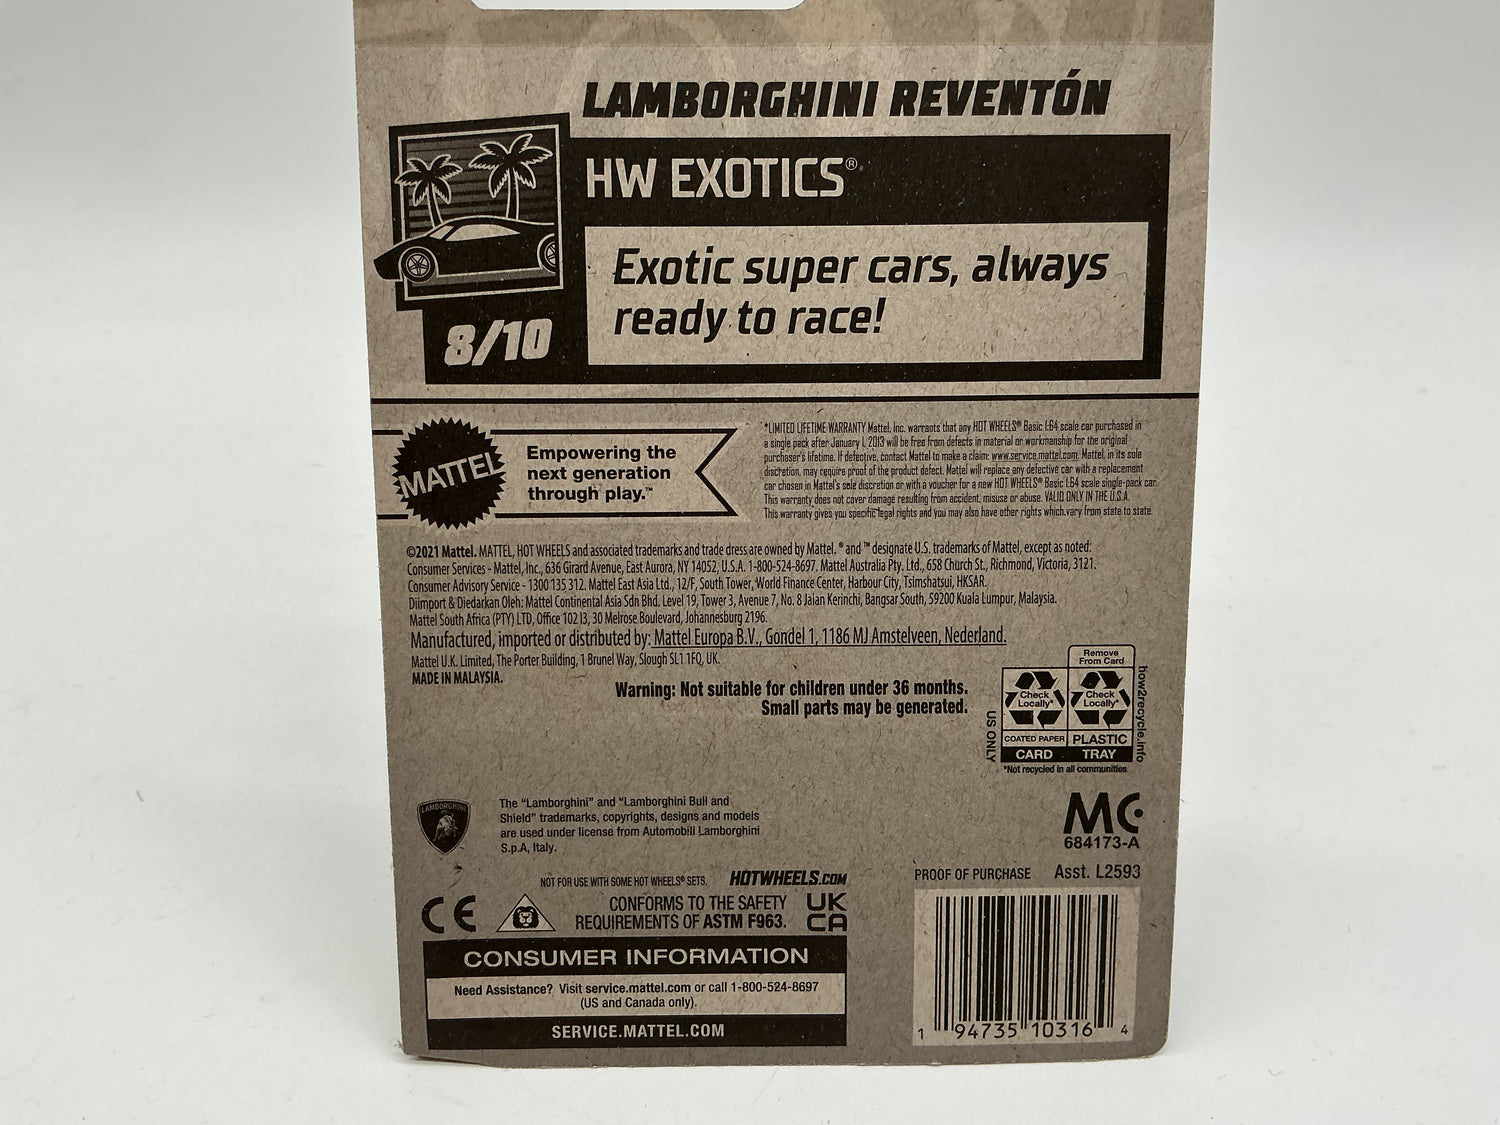 LAMBORGHINI REVENTÓN
HW EXOTICS®
Exotic super cars, always
ready to race!
8/10
MATTEL
Empowering the
next generation
through play.™
*LIMITED LIFETIME WARRANTY Mattel, Inc. warrants that any HOT WHEELS® Basic 1:64 scale car purchased in
a single pack after January 1, 2013 will be free from defects in material or workmanship for the original
purchaser's lifetime. If defective, contact Mattel to make a claim: www.service.mattel.com. Mattel, in its sole
discretion, may require proof of the product defect. Mattel will replace any defective car with a replacement
car chosen in Mattel's sole discretion or with a voucher for a new HOT WHEELS® Basic 1:64 scale single-pack car.
This warranty does not cover damage resulting from accident, misuse or abuse. VALID ONLY IN THE U.S.A.
This warranty gives you specific legal rights and you may also have other rights which vary from state to state.
©2021 Mattel. MATTEL, HOT WHEELS and associated trademarks and trade dress are owned by Mattel. ® and ™ designate U.S. trademarks of Mattel, except as noted:
Consumer Services - Mattel, Inc., 636 Girard Avenue, East Aurora, NY 14052, U.S.A. 1-800-524-8697. Mattel Australia Pty. Ltd., 658 Church St., Richmond, Victoria, 3121.
Consumer Advisory Service - 1300 135 312. Mattel East Asia Ltd., 12/F, South Tower, World Finance Center, Harbour City, Tsimshatsui, HKSAR.
Diimport & Diedarkan Oleh: Mattel Continental Asia Sdn Bhd. Level 19, Tower 3, Avenue 7, No. 8 Jalan Kerinchi, Bangsar South, 59200 Kuala Lumpur, Malaysia.
Mattel South Africa (PTY) LTD, Office 102 I3, 30 Melrose Boulevard, Johannesburg 2196.
Manufactured, imported or distributed by: Mattel Europa B.V., Gondel 1, 1186 MJ Amstelveen, Nederland.
Mattel U.K. Limited, The Porter Building, 1 Brunel Way, Slough SL1 1FQ, UK.
MADE IN MALAYSIA.
Warning: Not suitable for children under 36 months.
Small parts may be generated.
US ONLY
Remove
From Card
Check
Locally*
Check
Locally*
COATED PAPER
PLASTIC
CARD
TRAY
*Not recycled in all communities
how2recycle.info
LAMBORGHINI
The "Lamborghini" and "Lamborghini Bull and
Shield" trademarks, copyrights, designs and models
are used under license from Automobili Lamborghini
S.p.A, Italy.
MC
684173-A
NOT FOR USE WITH SOME HOT WHEELS® SETS.
HOTWHEELS.COM
PROOF OF PURCHASE
Asst. L2593
CE
CONFORMS TO THE SAFETY
REQUIREMENTS OF ASTM F963.
UK
CA
CONSUMER INFORMATION
Need Assistance? Visit service.mattel.com or call 1-800-524-8697
(US and Canada only).
SERVICE.MATTEL.COM
1 94735 10316 4